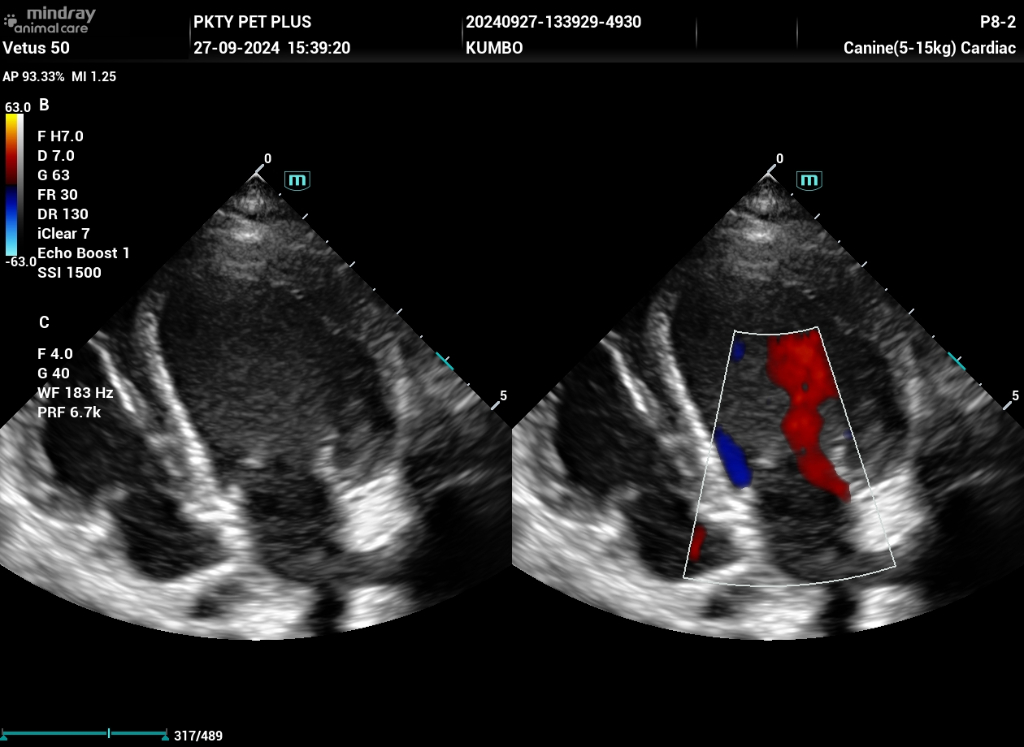 mindray
animalcare
PKTY PET PLUS
20240927-133929-4930
P8-2
Vetus 50
27-09-2024 15:39:20
KUMBO
Canine(5-15kg) Cardiac
AP 93.33% MI 1.25
63.0
B
F H7.0
D 7.0
G 63
FR 30
DR 130
iClear 7
Echo Boost 1
-63.0
SSI 1500
C
F 4.0
G 40
WF 183 Hz
PRF 6.7k
0
m
5
0
m
5
317/489